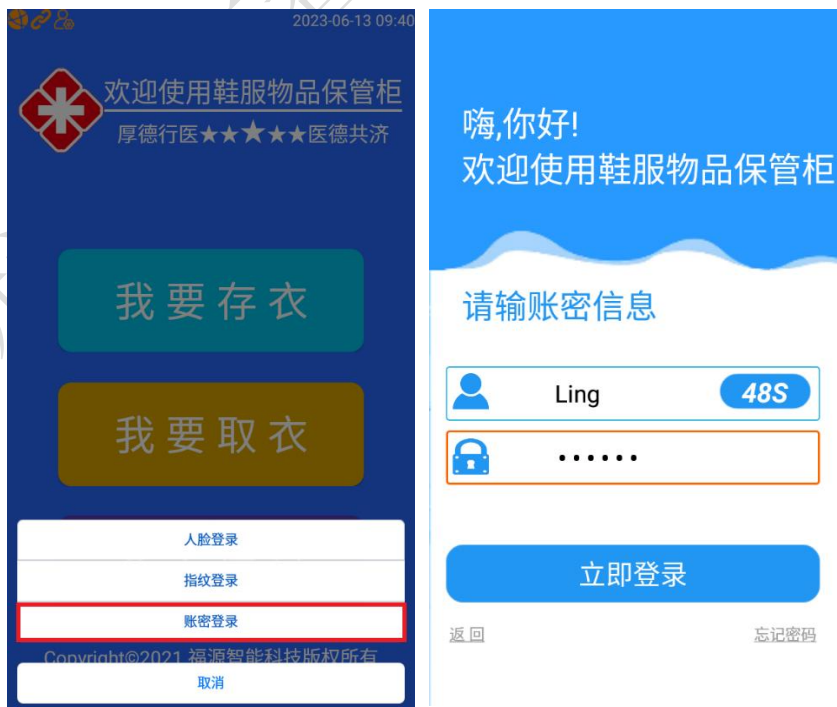 2023-06-13 09:40
欢迎使用鞋服物品保管柜
厚德行医★★★★★医德共济
我要存衣
我要取衣
人脸登录
指纹登录
账密登录
Copyright©2021 福源智能科技版权所有
取消
嗨,你好!
欢迎使用鞋服物品保管柜
请输账密信息
Ling
48S
••••••
立即登录
返回
忘记密码